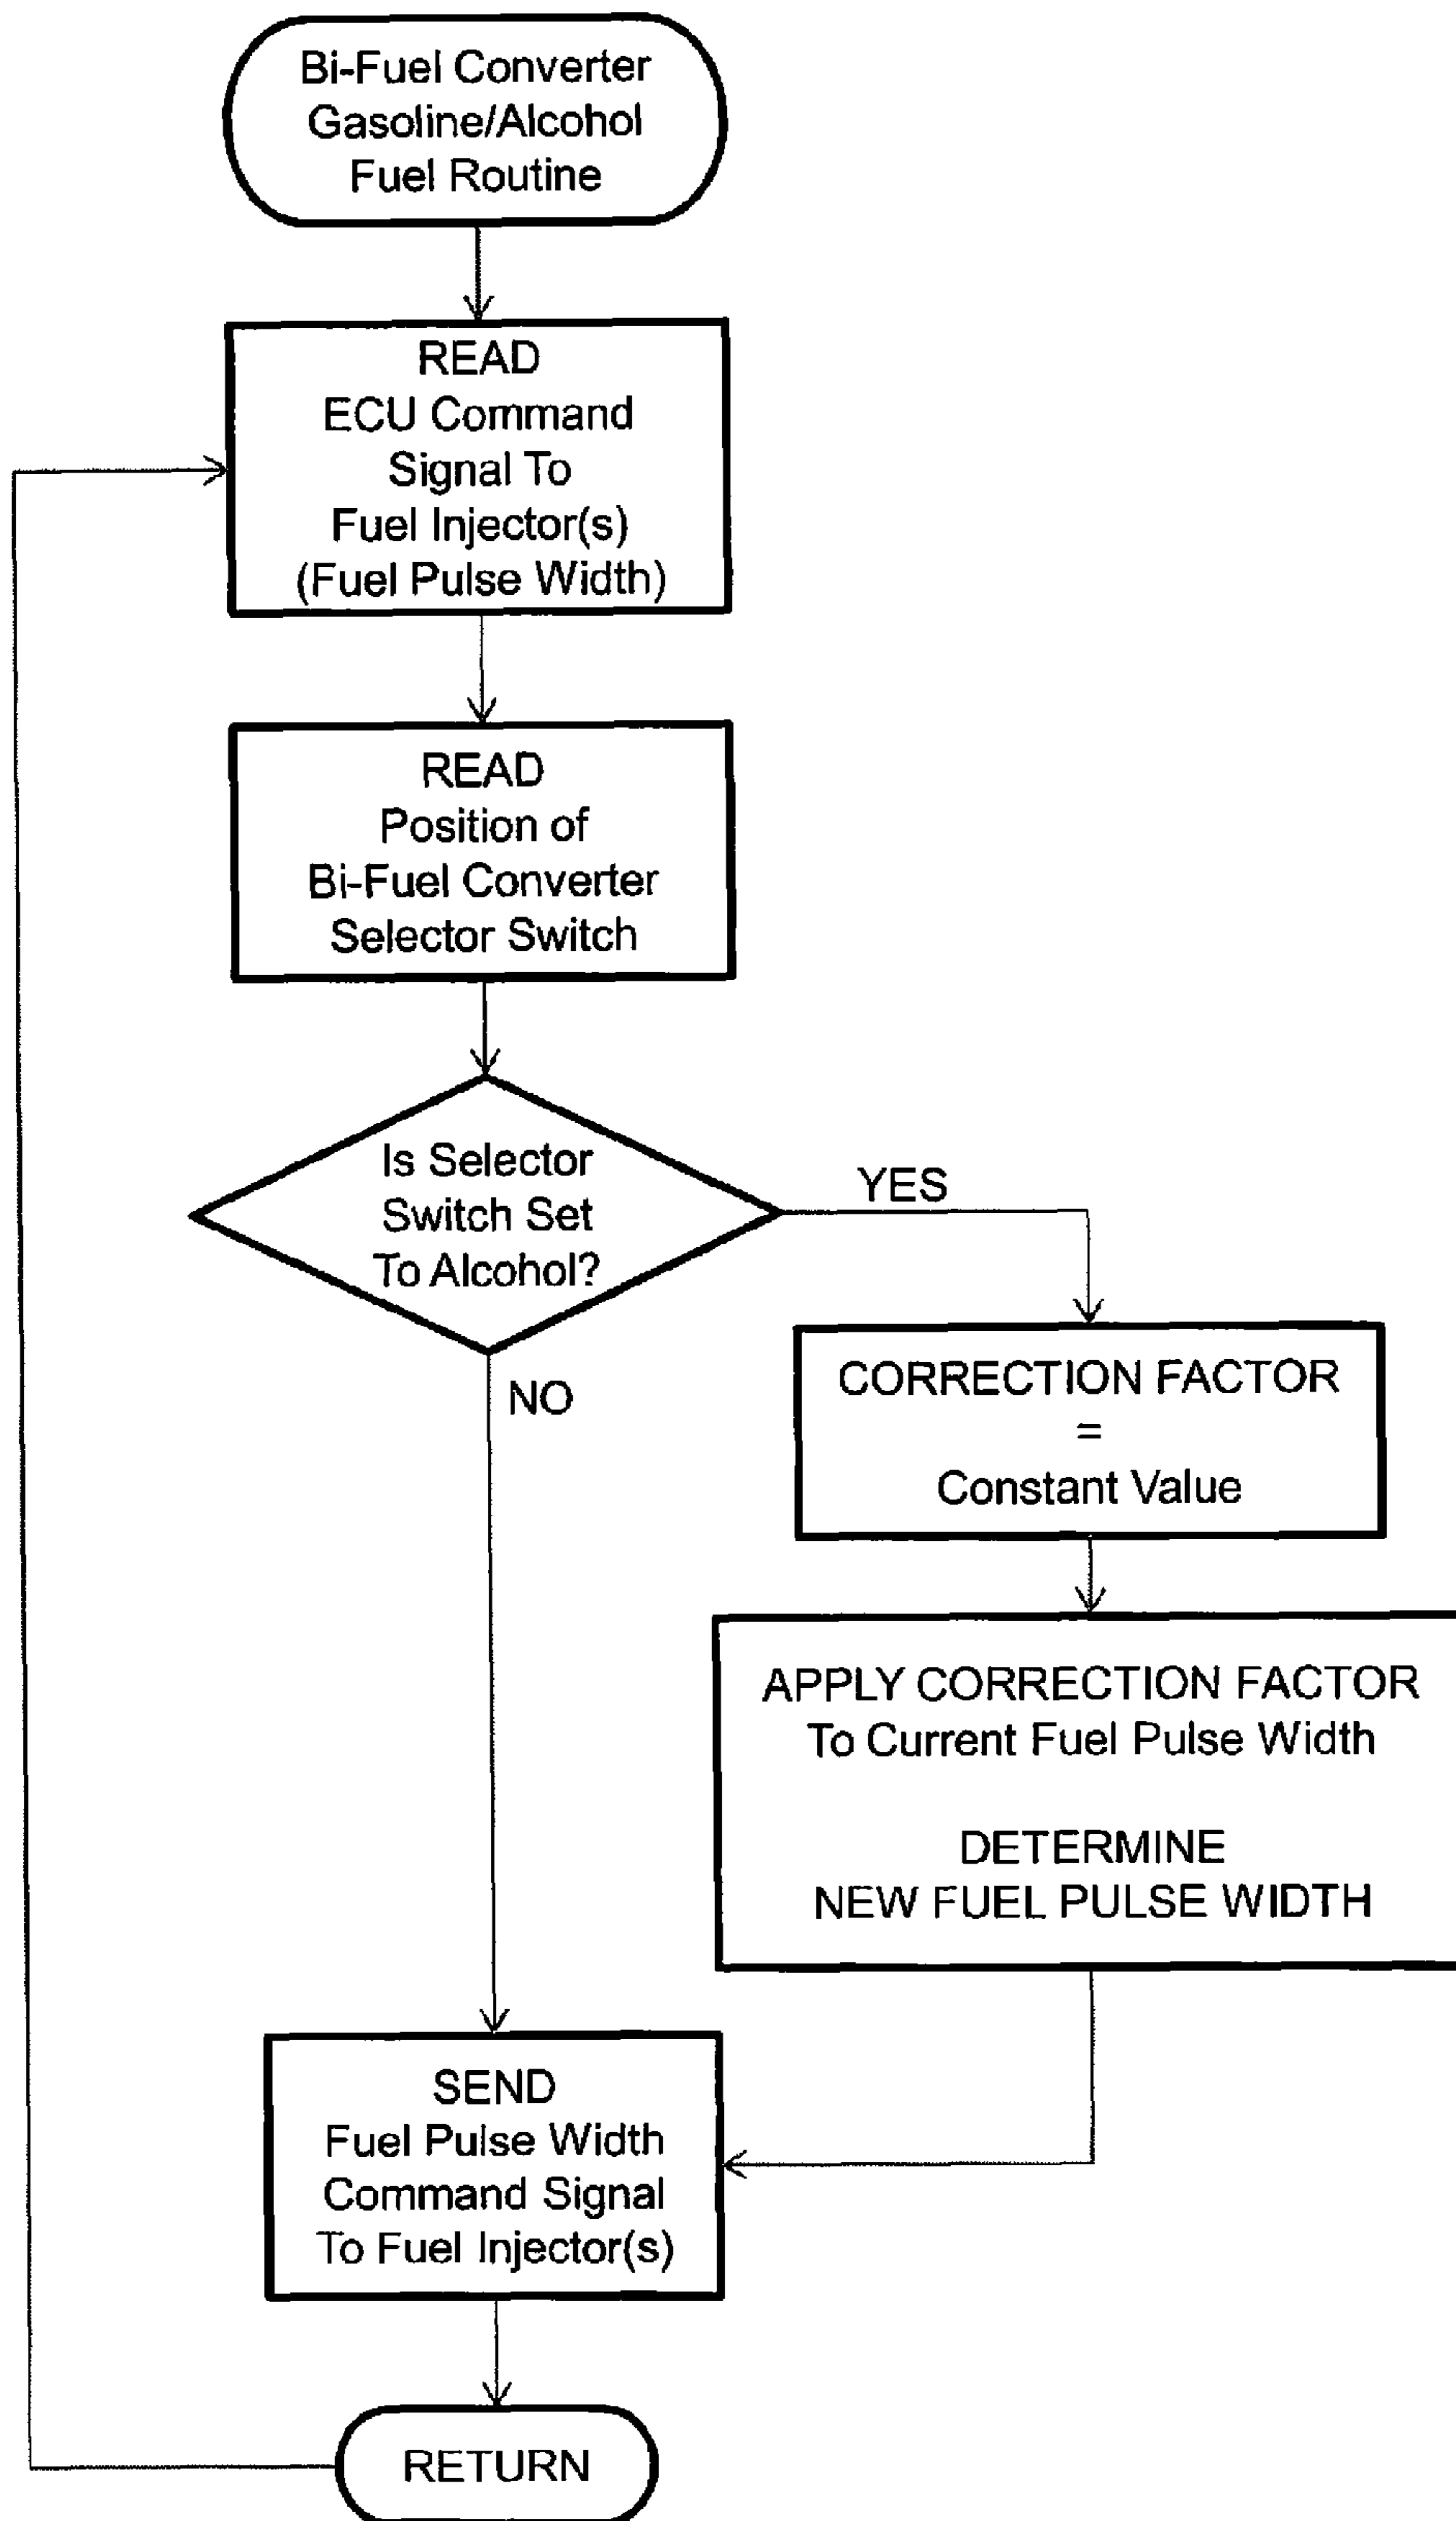 Bi-Fuel Converter
Gasoline/Alcohol
Fuel Routine
READ
ECU Command
Signal To
Fuel Injector(s)
(Fuel Pulse Width)
READ
Position of
Bi-Fuel Converter
Selector Switch
Is Selector
Switch Set
To Alcohol?
YES
NO
CORRECTION FACTOR
=
Constant Value
APPLY CORRECTION FACTOR
To Current Fuel Pulse Width
DETERMINE
NEW FUEL PULSE WIDTH
SEND
Fuel Pulse Width
Command Signal
To Fuel Injector(s)
RETURN